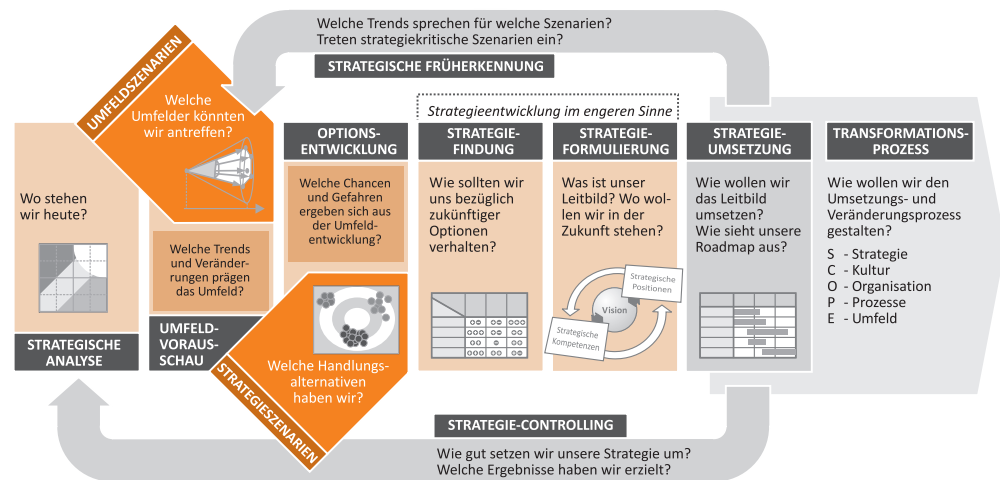 Welche Trends sprechen für welche Szenarien?
Treten strategiekritische Szenarien ein?
STRATEGISCHE FRÜHERKENNUNG
UMFELDSZENARIEN
Welche
Umfelder könnten
wir antreffen?
Strategieentwicklung im engeren Sinne
Wo stehen
wir heute?
STRATEGISCHE
ANALYSE
Welche Trends
und Verände-
rungen prägen
das Umfeld?
UMFELD-
VORAUS-
SCHAU
OPTIONS-
ENTWICKLUNG
Welche Chancen
und Gefahren
ergeben sich aus
der Umfeld-
entwicklung?
STRATEGIESZENARIEN
Welche Handlungs-
alternativen
haben wir?
STRATEGIE-
FINDUNG
Wie sollten wir
uns bezüglich
zukünftiger
Optionen
verhalten?
STRATEGIE-
FORMULIERUNG
Was ist unser
Leitbild? Wo wol-
len wir in der
Zukunft stehen?
Strategische
Positionen
Vision
Strategische
Kompetenzen
STRATEGIE-
UMSETZUNG
Wie wollen wir
das Leitbild
umsetzen?
Wie sieht unsere
Roadmap aus?
TRANSFORMATIONS-
PROZESS
Wie wollen wir den
Umsetzungs- und
Veränderungsprozess
gestalten?
S - Strategie
C - Kultur
O - Organisation
P - Prozesse
E - Umfeld
STRATEGIE-CONTROLLING
Wie gut setzen wir unsere Strategie um?
Welche Ergebnisse haben wir erzielt?